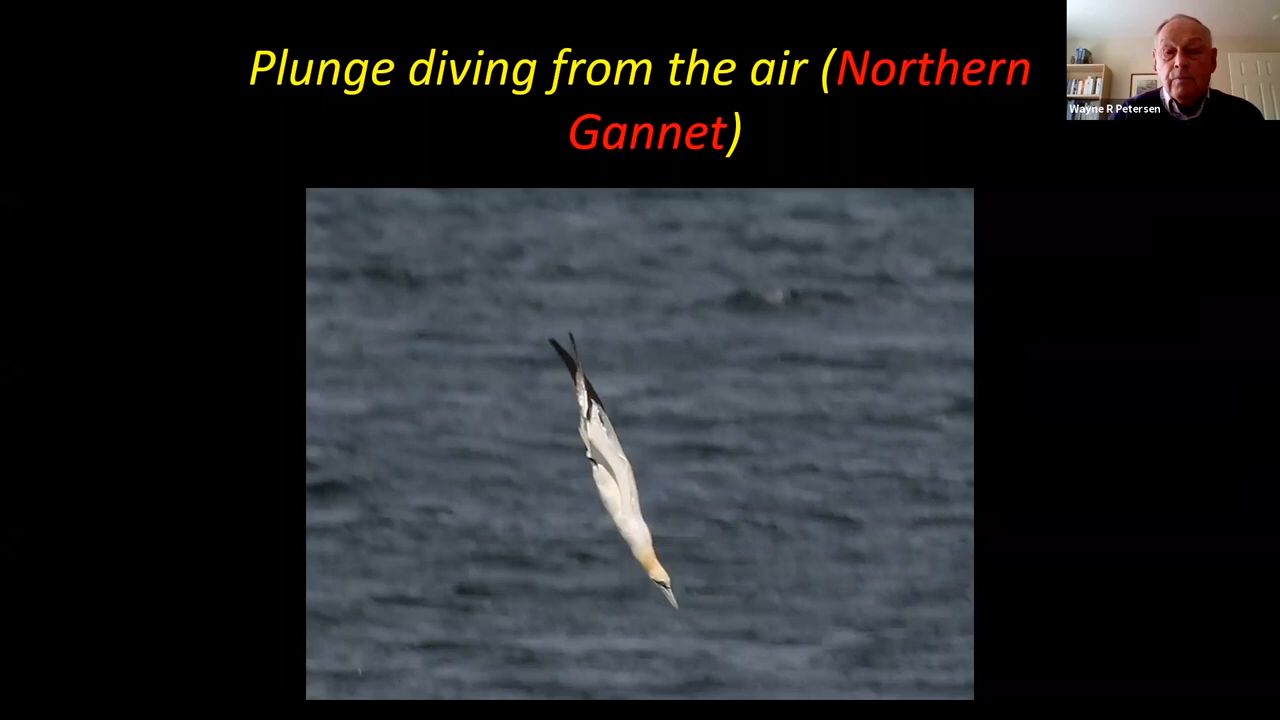 Plunge diving from the air (Northern
Gannet)
Wayne R Petersen